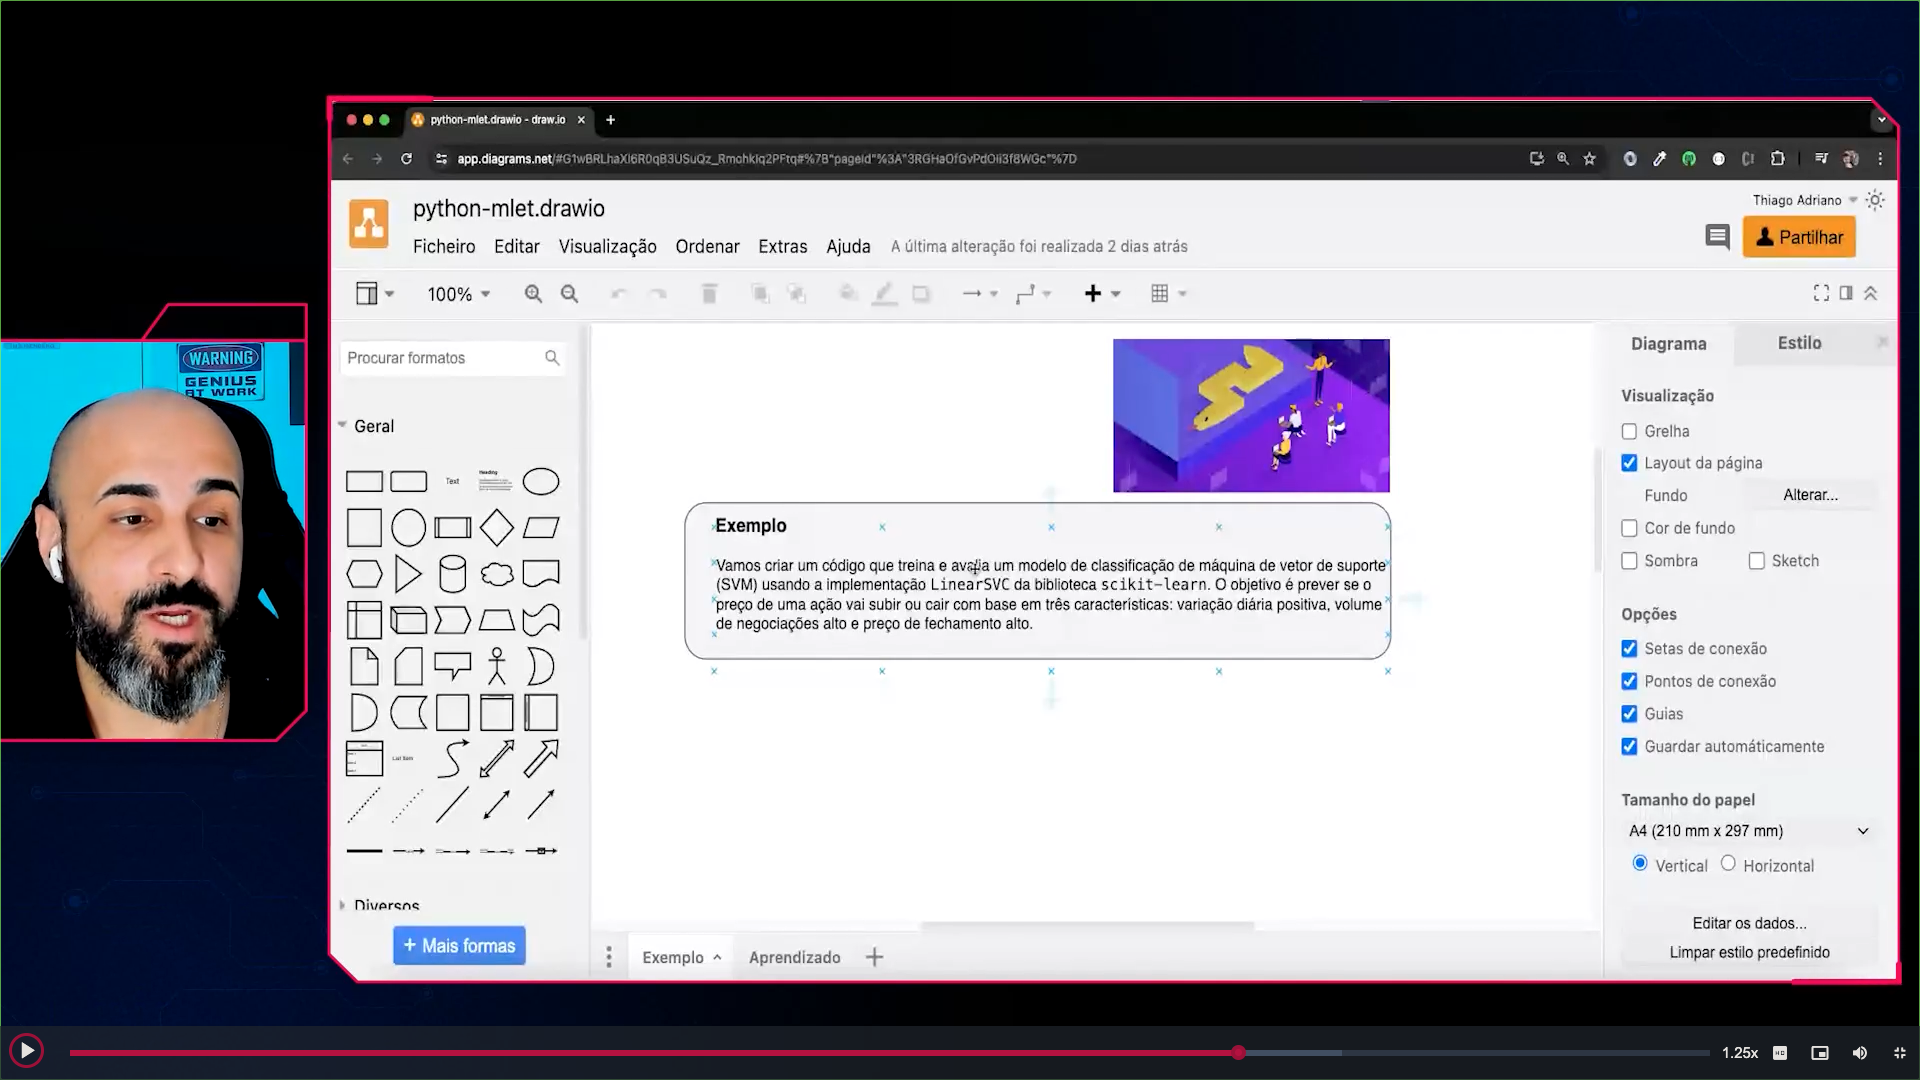 python-mlet.drawio - draw.io
app.diagrams.net/#G1wBRLhaXl6R0qB3USuQz_RmohkIq2PFtq#%7B"pageId"%3A"3RGHaOfGvPdOii3f8WGc"%7D
python-mlet.drawio
Thiago Adriano
Partilhar
Ficheiro Editar Visualização Ordenar Extras Ajuda A última alteração foi realizada 2 dias atrás
100%
Procurar formatos
Geral
Text
Heading
List Item
Diversos
+ Mais formas
WARNING
GENIUS
AT WORK
Exemplo
Vamos criar um código que treina e avalia um modelo de classificação de máquina de vetor de suporte
(SVM) usando a implementação LinearSVC da biblioteca scikit-learn. O objetivo é prever se o
preço de uma ação vai subir ou cair com base em três características: variação diária positiva, volume
de negociações alto e preço de fechamento alto.
Exemplo Aprendizado
Diagrama Estilo
Visualização
Grelha
Layout da página
Fundo Alterar...
Cor de fundo
Sombra Sketch
Opções
Setas de conexão
Pontos de conexão
Guias
Guardar automáticamente
Tamanho do papel
A4 (210 mm x 297 mm)
Vertical Horizontal
Editar os dados...
Limpar estilo predefinido
1.25x
HD